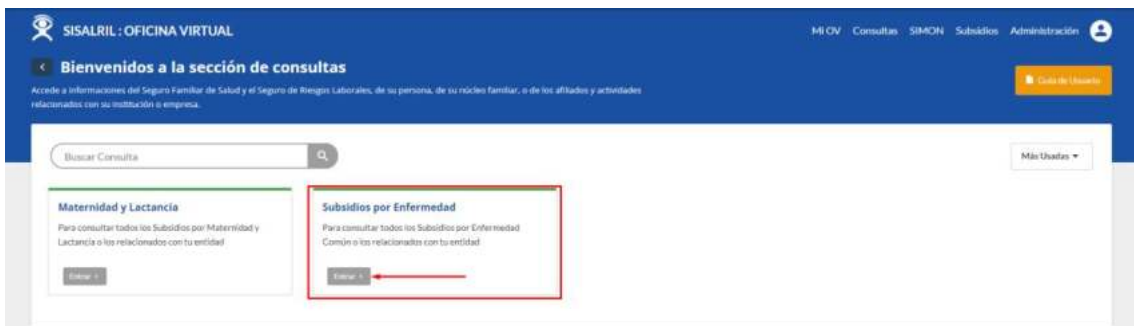 SISALRIL : OFICINA VIRTUAL
MI OV Consultas SIMON Subsidios Administración
Bienvenidos a la sección de consultas
Guía de Usuario
Accede a informaciones del Seguro Familiar de Salud y el Seguro de Riesgos Laborales, de su persona, de su núcleo familiar, o de los afiliados y actividades
relacionados con su institución o empresa.
Buscar Consulta
Más Usadas
Maternidad y Lactancia
Para consultar todos los Subsidios por Maternidad y
Lactancia o los relacionados con tu entidad
Entrar >
Subsidios por Enfermedad
Para consultar todos los Subsidios por Enfermedad
Común o los relacionados con tu entidad
Entrar >